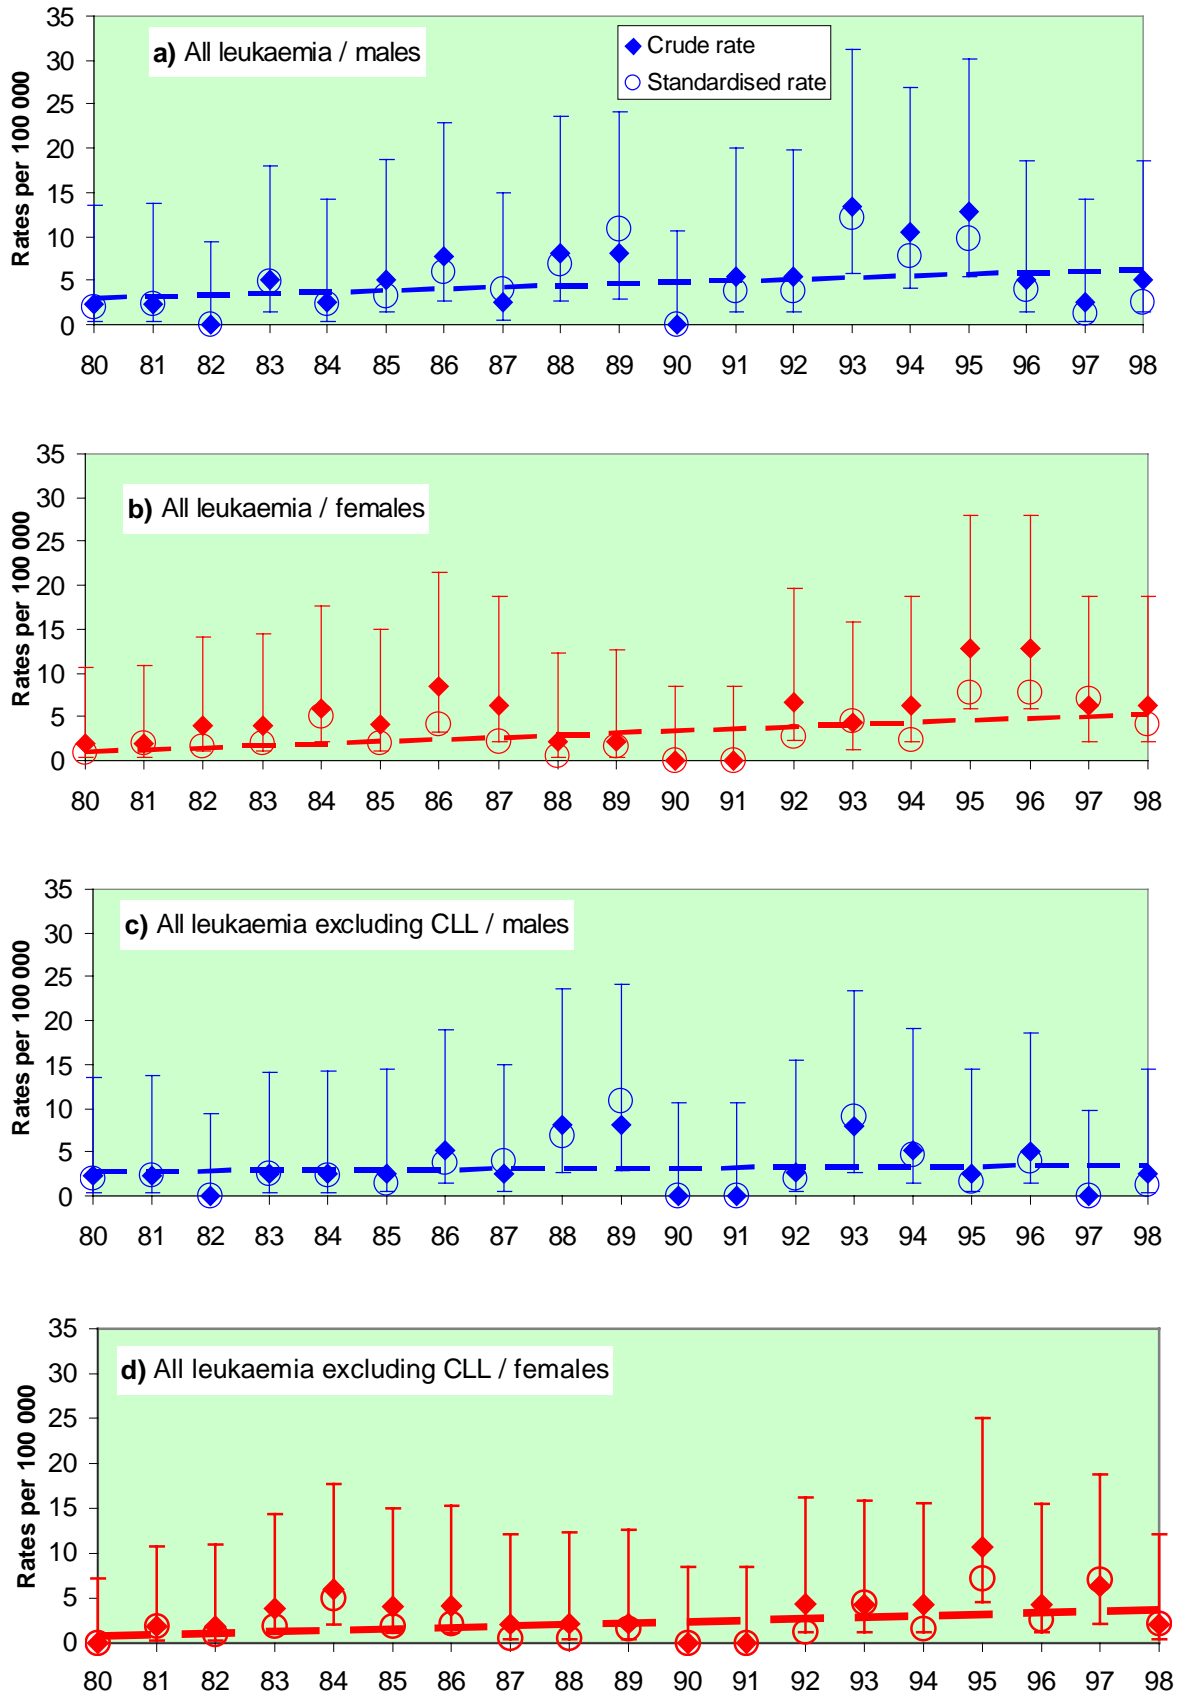 35
30
25
20
15
10
5
0
Rates per 100 000
a) All leukaemia / males
Crude rate
Standardised rate
80 81 82 83 84 85 86 87 88 89 90 91 92 93 94 95 96 97 98
35
30
25
20
15
10
5
0
Rates per 100 000
b) All leukaemia / females
80 81 82 83 84 85 86 87 88 89 90 91 92 93 94 95 96 97 98
35
30
25
20
15
10
5
0
Rates per 100 000
c) All leukaemia excluding CLL / males
80 81 82 83 84 85 86 87 88 89 90 91 92 93 94 95 96 97 98
35
30
25
20
15
10
5
0
Rates per 100 000
d) All leukaemia excluding CLL / females
80 81 82 83 84 85 86 87 88 89 90 91 92 93 94 95 96 97 98